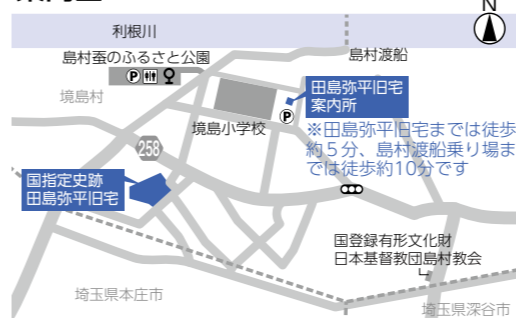 N
利根川
島村蚕のふるさと公園
島村渡船
P
境島村
田島弥平旧宅
案内所
P
境島小学校
※田島弥平旧宅までは徒歩
約5分、島村渡船乗り場ま
では徒歩約10分です
258
国指定史跡
田島弥平旧宅
国登録有形文化財
日本基督教団島村教会
埼玉県本庄市
埼玉県深谷市